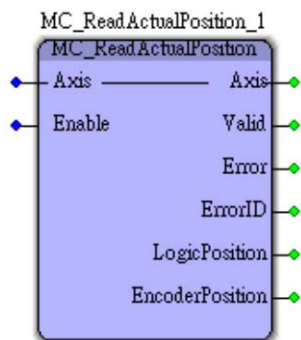 MC_ReadActualPosition_1
MC_ReadActualPosition
Axis Axis
Enable Valid
Error
ErrorID
LogicPosition
EncoderPosition